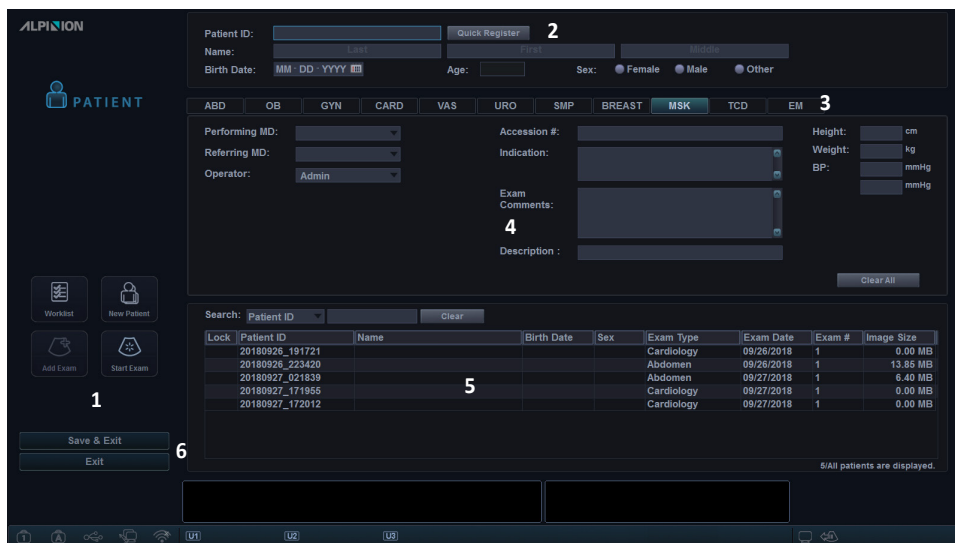 ALPINION
Patient ID: Quick Register 2
Name: Last First Middle
Birth Date: MM - DD - YYYY Age: Sex: Female Male Other
PATIENT
ABD OB GYN CARD VAS URO SMP BREAST MSK TCD EM 3
Performing MD: Accession #: Height: cm
Referring MD: Indication: Weight: kg
Operator: Admin BP: mmHg
mmHg
Exam
Comments:
4
Description :
Clear All
Worklist New Patient
Add Exam Start Exam
1
Search: Patient ID Clear
Lock Patient ID Name Birth Date Sex Exam Type Exam Date Exam # Image Size
20180926_191721 Cardiology 09/26/2018 1 0.00 MB
20180926_223420 Abdomen 09/26/2018 1 13.85 MB
20180927_021839 Abdomen 09/27/2018 1 6.40 MB
20180927_171955 Cardiology 09/27/2018 1 0.00 MB
20180927_172012 Cardiology 09/27/2018 1 0.00 MB
5
Save & Exit
Exit
6
5/All patients are displayed.
1 A U1 U2 U3